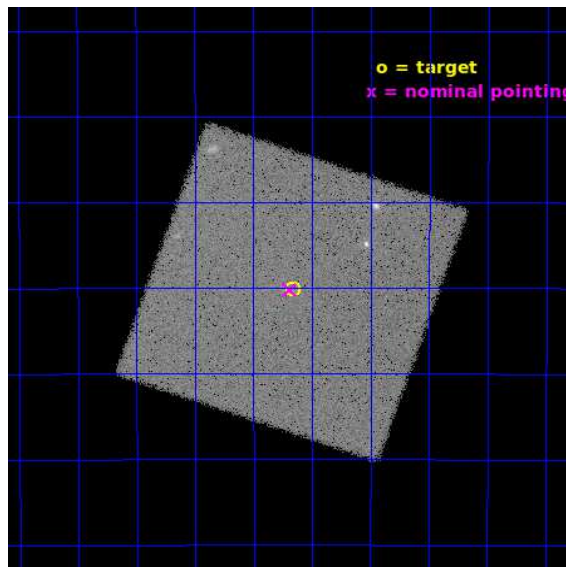 o = target
x = nominal pointing